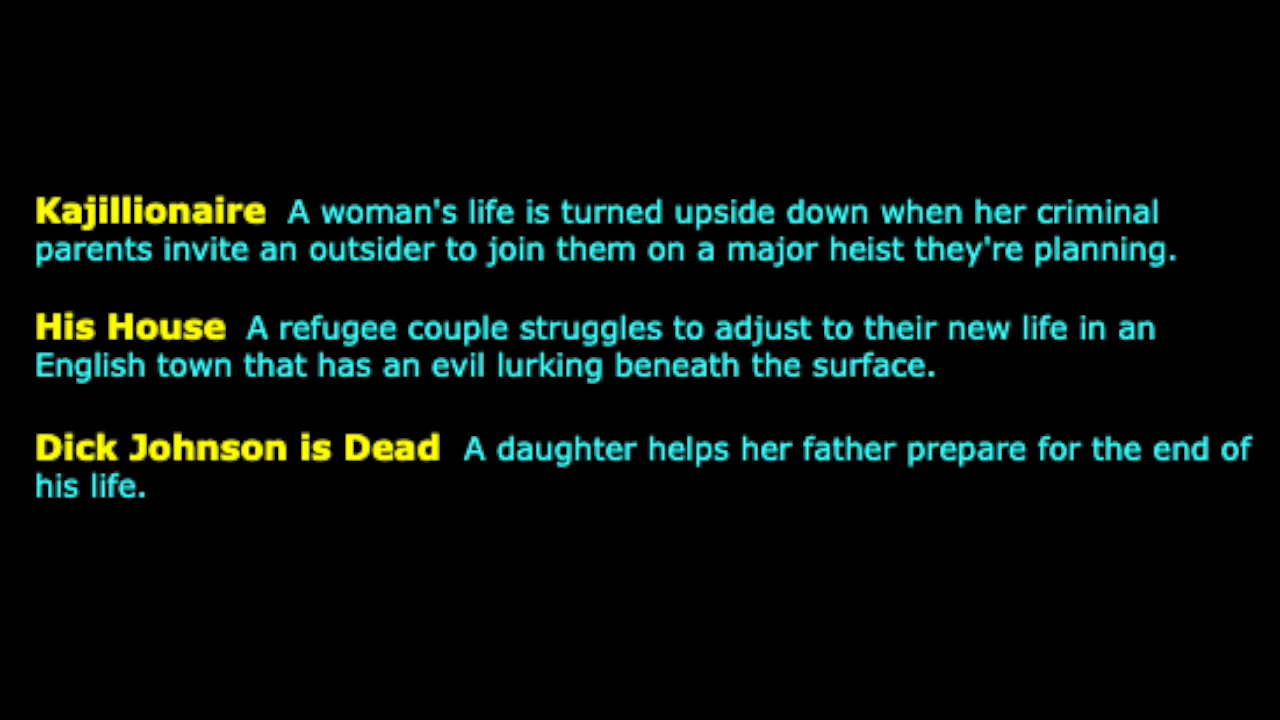 Kajillionaire A woman's life is turned upside down when her criminal
parents invite an outsider to join them on a major heist they're planning.
His House A refugee couple struggles to adjust to their new life in an
English town that has an evil lurking beneath the surface.
Dick Johnson is Dead A daughter helps her father prepare for the end of
his life.